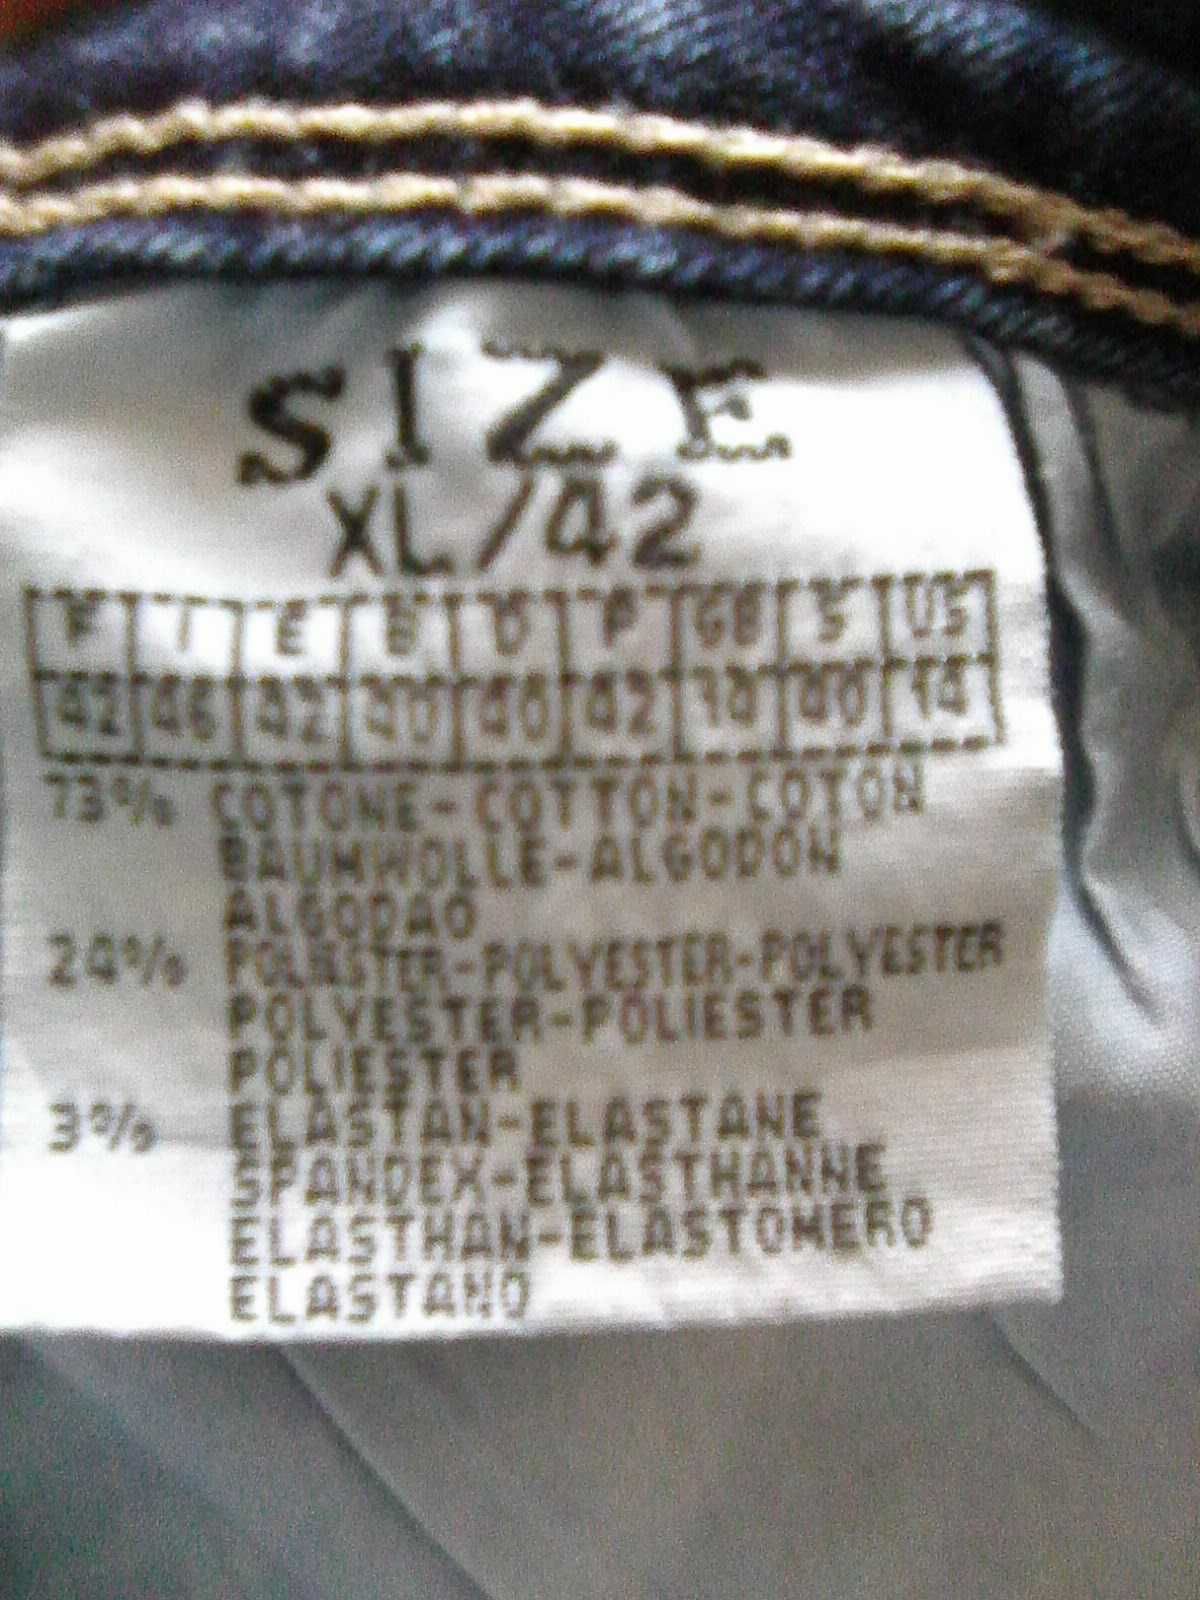 SIZE
XL/42
F I E B D P GB S US
42 46 42 40 40 42 14 40 14
73% COTONE-COTTON-COTON
BAUMWOLLE-ALGODON
ALGODAO
24% POLIESTER-POLYESTER-POLYESTER
POLYESTER-POLIESTER
POLIESTER
3% ELASTAN-ELASTANE
SPANDEX-ELASTHANNE
ELASTHAN-ELASTOMERO
ELASTANO